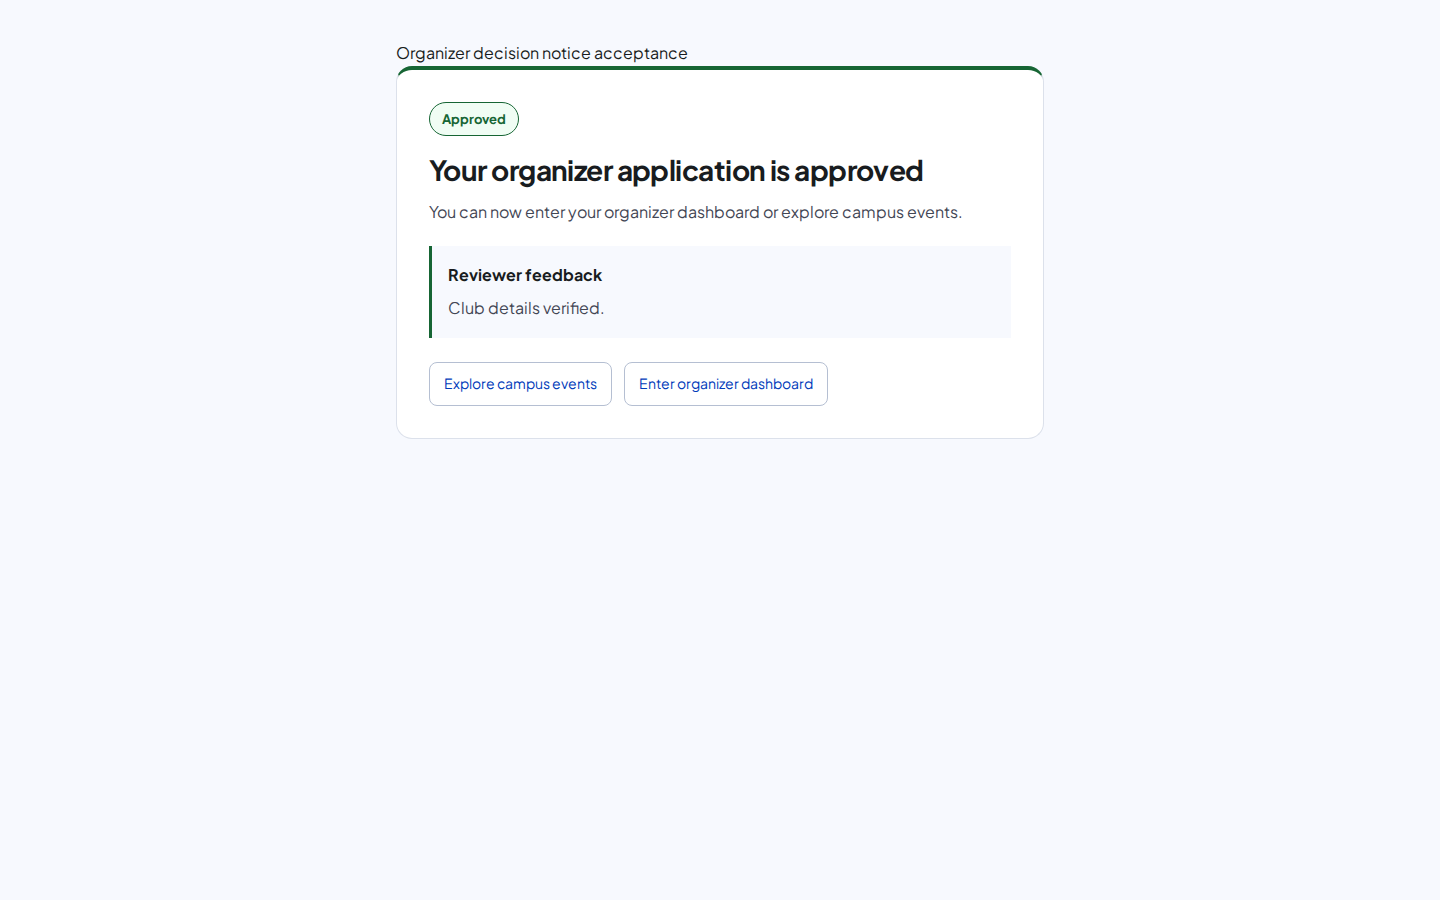 Organizer decision notice acceptance
Approved
Your organizer application is approved
You can now enter your organizer dashboard or explore campus events.
Reviewer feedback
Club details verified.
Explore campus events
Enter organizer dashboard